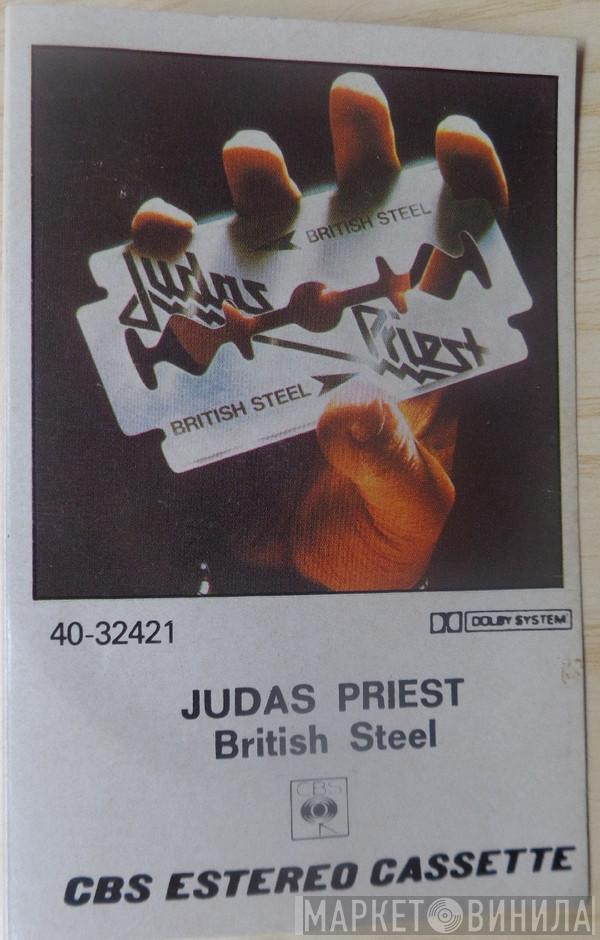 BRITISH STEEL
Judas
Priest
BRITISH STEEL
40-32421
DOLBY SYSTEM
JUDAS PRIEST
British Steel
CBS
CBS ESTEREO CASSETTE
МАРКЕТ ВИНИЛА